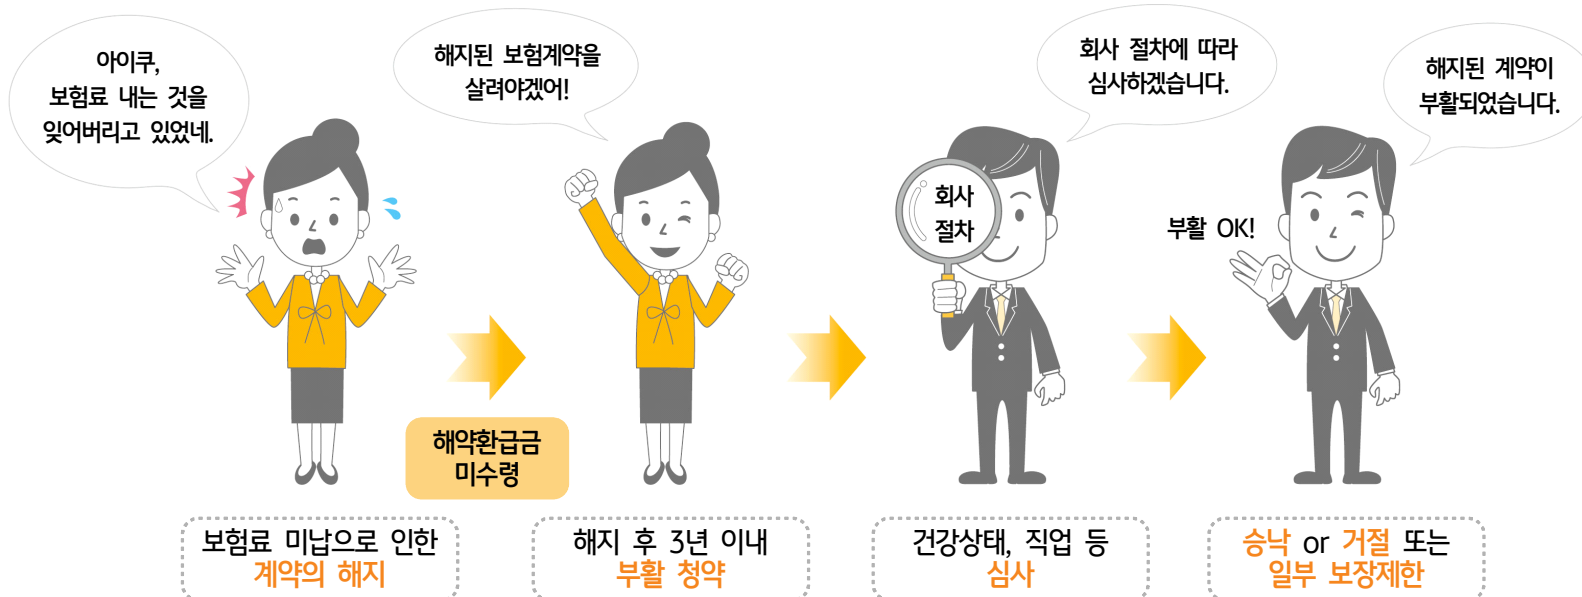 아이쿠,
보험료 내는 것을
잊어버리고 있었네.
해지된 보험계약을
살려야겠어!
회사 절차에 따라
심사하겠습니다.
해지된 계약이
부활되었습니다.
회사
절차
부활 OK!
해약환급금
미수령
보험료 미납으로 인한
계약의 해지
해지 후 3년 이내
부활 청약
건강상태, 직업 등
심사
승낙 or 거절 또는
일부 보장제한